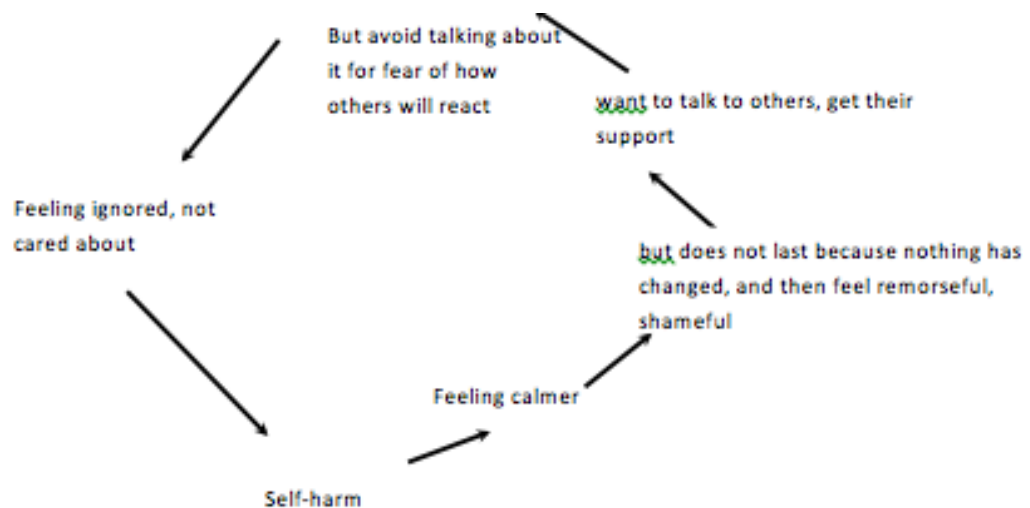 But avoid talking about
it for fear of how
others will react
want to talk to others, get their
support
Feeling ignored, not
cared about
but does not last because nothing has
changed, and then feel remorseful,
shameful
Feeling calmer
Self-harm